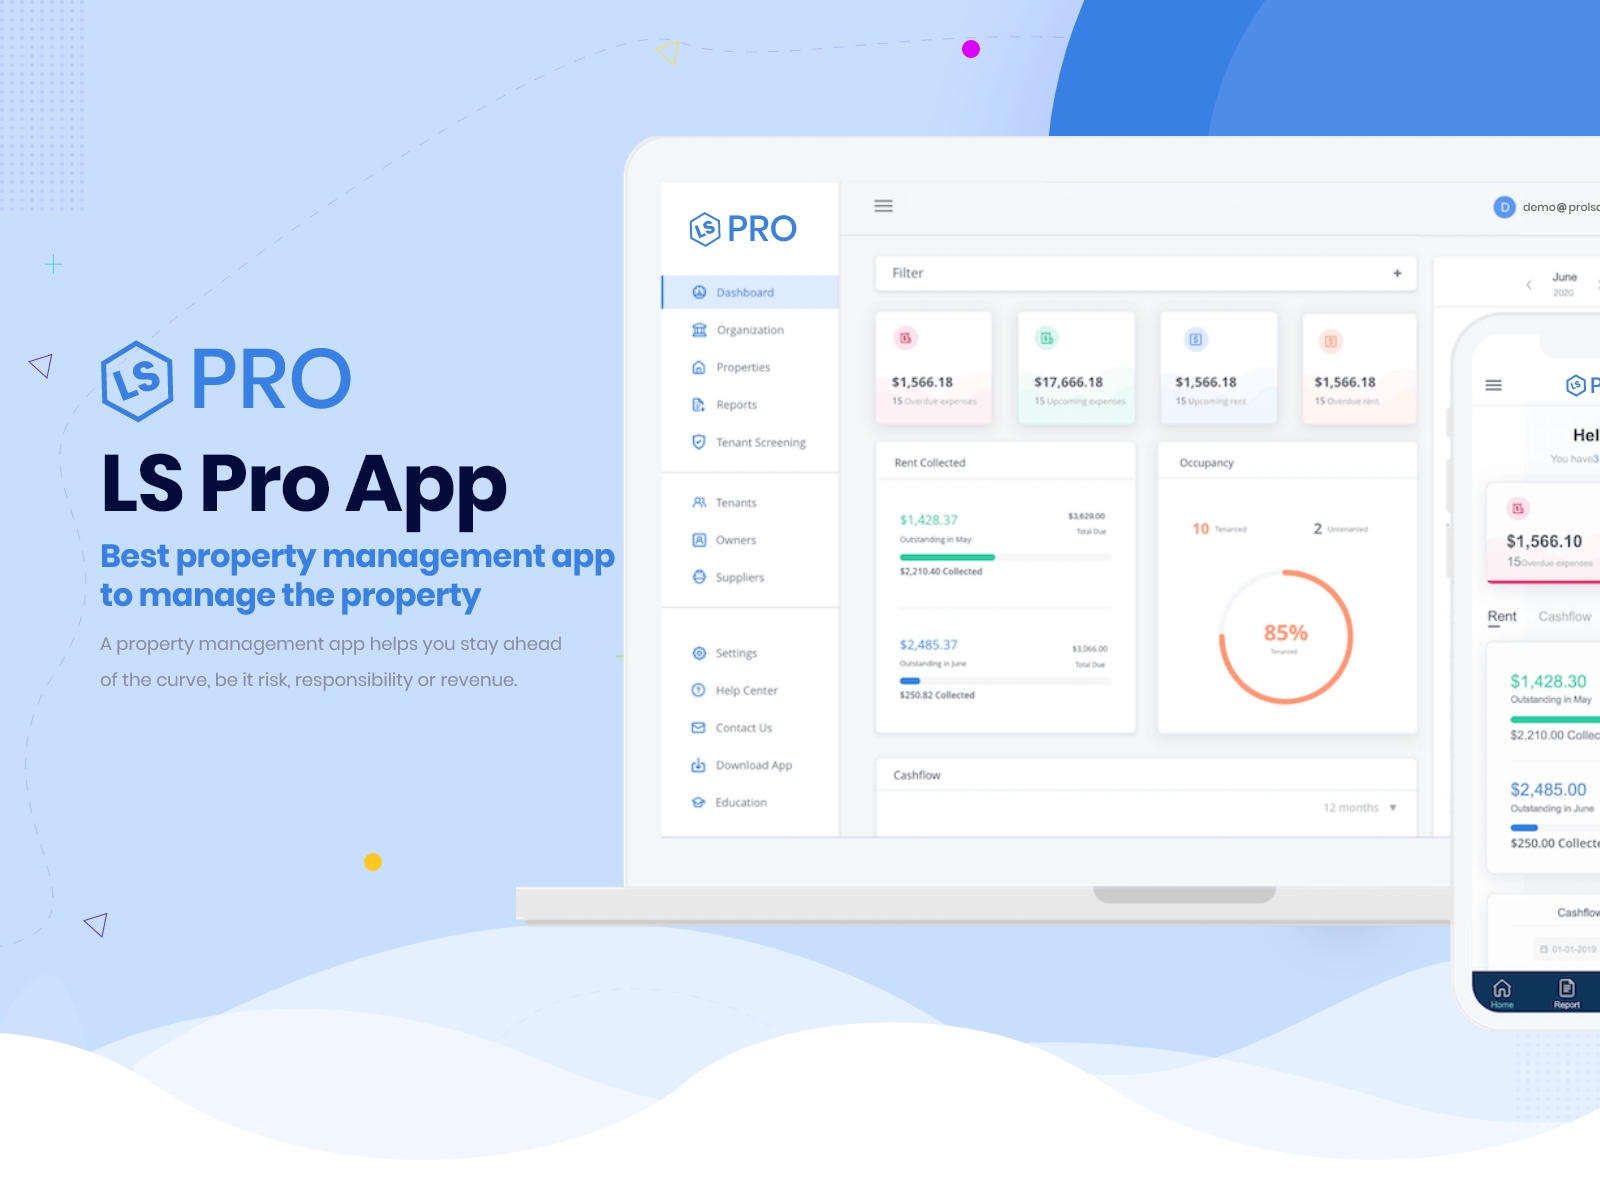 LS PRO
LS Pro App
Best property management app
to manage the property
A property management app helps you stay ahead
of the curve, be it risk, responsibility or revenue.
LS PRO
Dashboard
Organization
Properties
Reports
Tenant Screening
Tenants
Owners
Suppliers
Settings
Help Center
Contact Us
Download App
Education
D demo@prols
Filter +
$1,566.18
15 Overdue expenses
$17,666.18
15 Upcoming expenses
$1,566.18
15 Upcoming rent
$1,566.18
15 Overdue rent
Rent Collected
$1,428.37
Outstanding in May
$3,629.00
Total Due
$2,210.40 Collected
$2,485.37
Outstanding in June
$3,066.00
Total Due
$250.82 Collected
Occupancy
10 Tenanted
2 Untenanted
85%
Tenanted
Cashflow
12 months
June
2020
LS P
Hel
You have3
$1,566.10
15Overdue expenses
Rent Cashflow
$1,428.30
Outstanding in May
$2,210.00 Collec
$2,485.00
Outstanding in June
$250.00 Collect
Cashflow
01-01-2019
Home Report